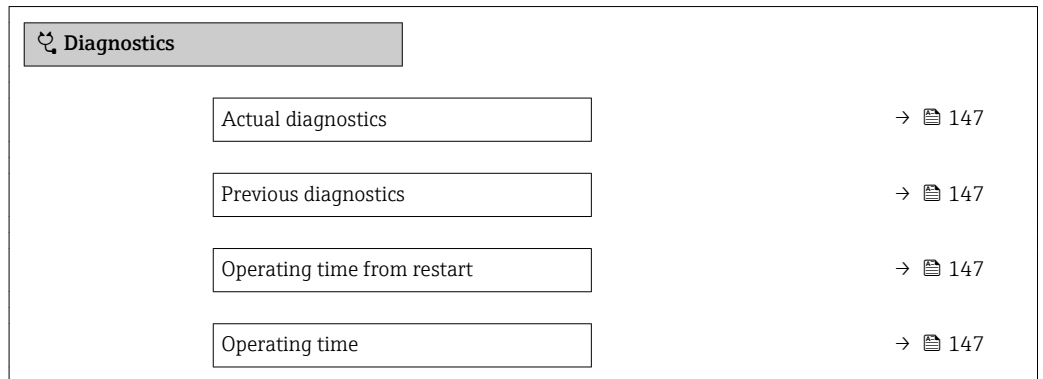 Diagnostics
Actual diagnostics → 147
Previous diagnostics → 147
Operating time from restart → 147
Operating time → 147